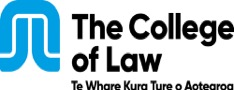 The College
of Law
Te Whare Kura Ture o Aotearoa